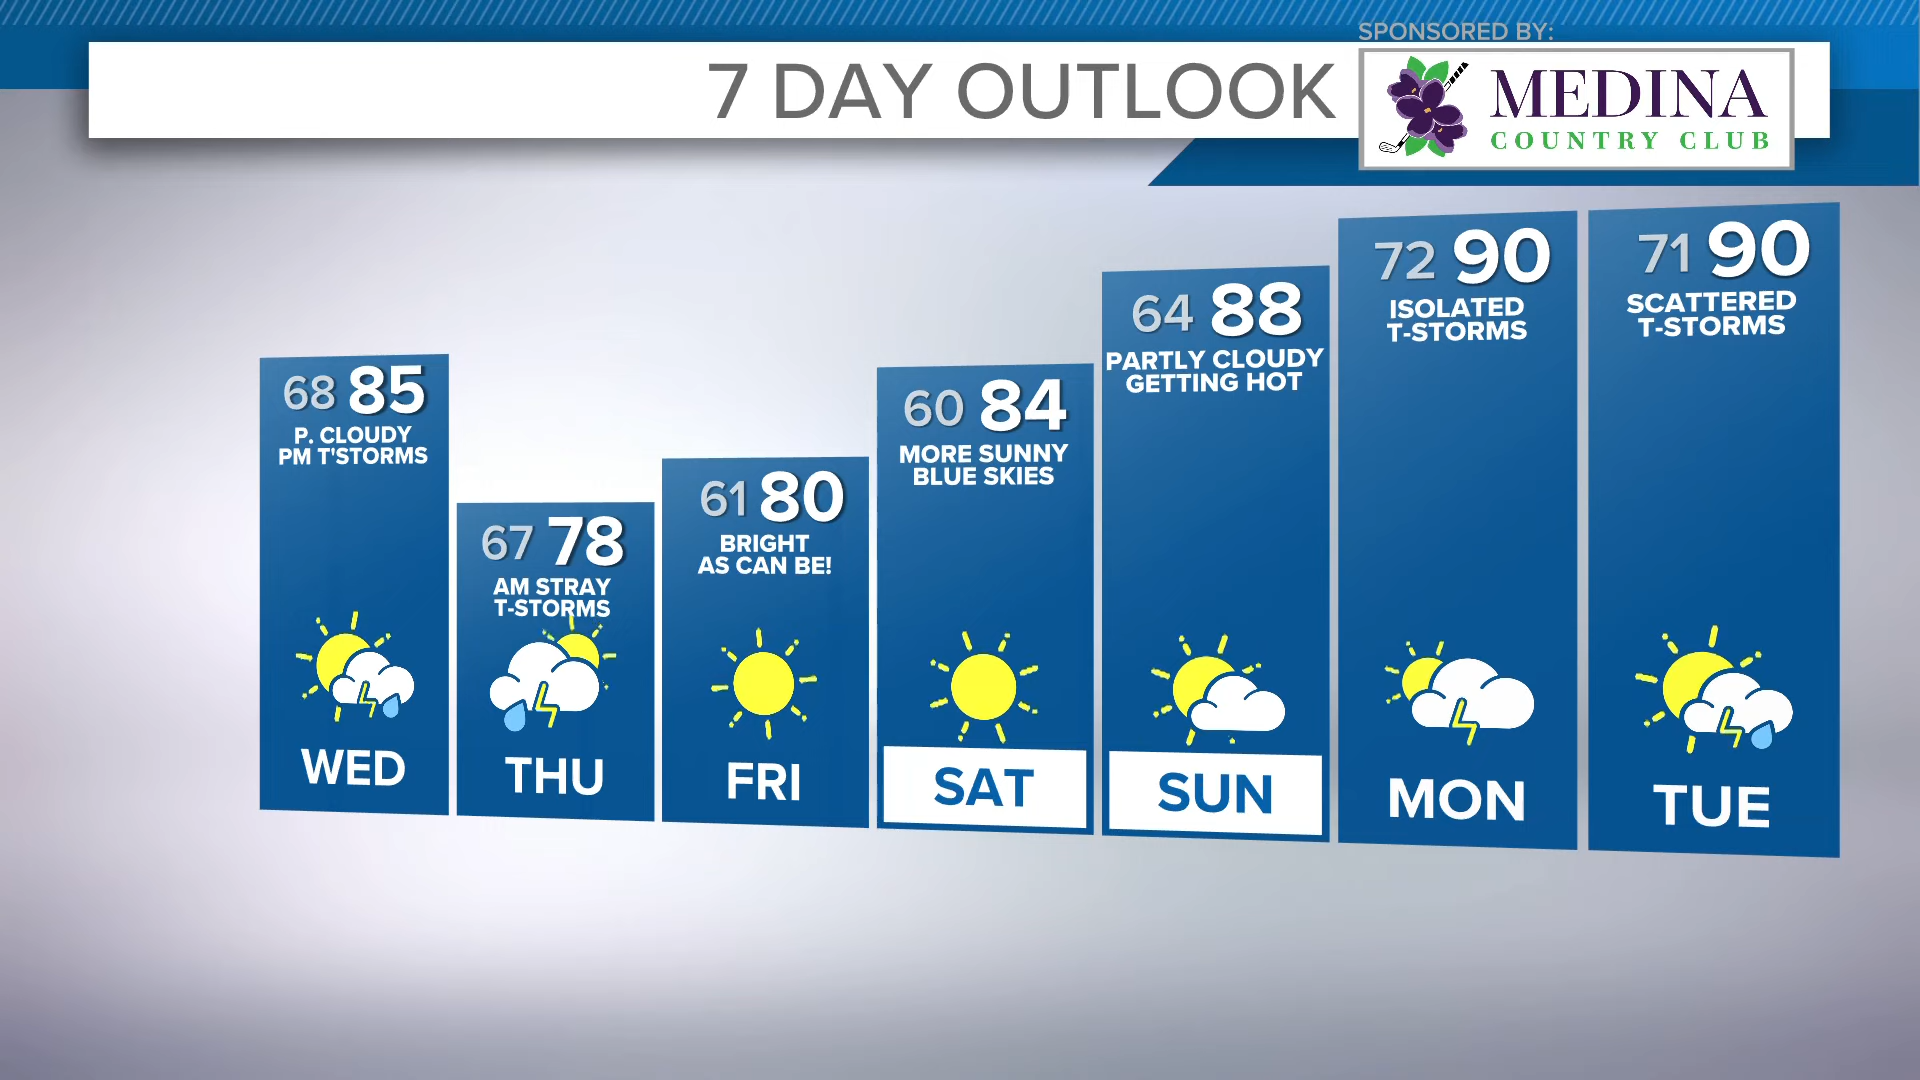 SPONSORED BY:
7 DAY OUTLOOK
MEDINA
COUNTRY CLUB
68 85
P. CLOUDY
PM T'STORMS
WED
67 78
AM STRAY
T-STORMS
THU
61 80
BRIGHT
AS CAN BE!
FRI
60 84
MORE SUNNY
BLUE SKIES
SAT
64 88
PARTLY CLOUDY
GETTING HOT
SUN
72 90
ISOLATED
T-STORMS
MON
71 90
SCATTERED
T-STORMS
TUE